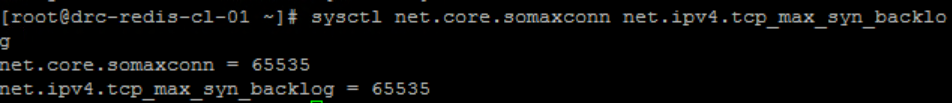 [root@drc-redis-cl-01 ~]# sysctl net.core.somaxconn net.ipv4.tcp_max_syn_backlo
g
net.core.somaxconn = 65535
net.ipv4.tcp_max_syn_backlog = 65535